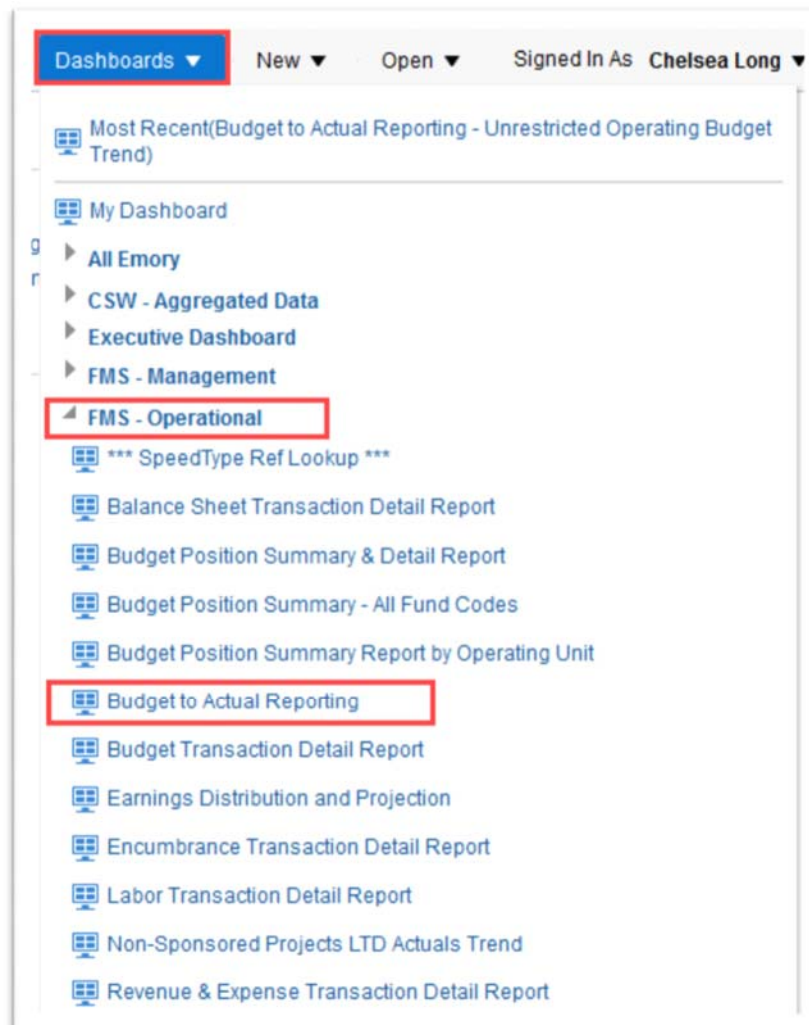 Dashboards ▼ New ▼ Open ▼ Signed In As Chelsea Long ▼
Most Recent(Budget to Actual Reporting - Unrestricted Operating Budget
Trend)
My Dashboard
g
All Emory
r
CSW - Aggregated Data
Executive Dashboard
FMS - Management
FMS - Operational
*** SpeedType Ref Lookup ***
Balance Sheet Transaction Detail Report
Budget Position Summary & Detail Report
Budget Position Summary - All Fund Codes
Budget Position Summary Report by Operating Unit
Budget to Actual Reporting
Budget Transaction Detail Report
Earnings Distribution and Projection
Encumbrance Transaction Detail Report
Labor Transaction Detail Report
Non-Sponsored Projects LTD Actuals Trend
Revenue & Expense Transaction Detail Report